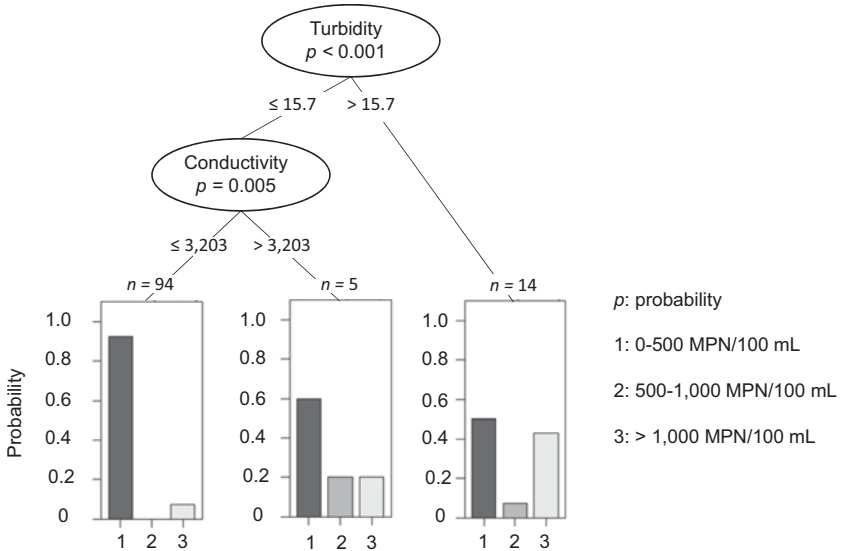 Turbidity
p < 0.001
≤ 15.7 > 15.7
Conductivity
p = 0.005
≤ 3,203 > 3,203
n = 94
n = 5
n = 14
Probability
1.0
0.8
0.6
0.4
0.2
0
1 2 3
1.0
0.8
0.6
0.4
0.2
0
1 2 3
1.0
0.8
0.6
0.4
0.2
0
1 2 3
p: probability
1: 0-500 MPN/100 mL
2: 500-1,000 MPN/100 mL
3: > 1,000 MPN/100 mL